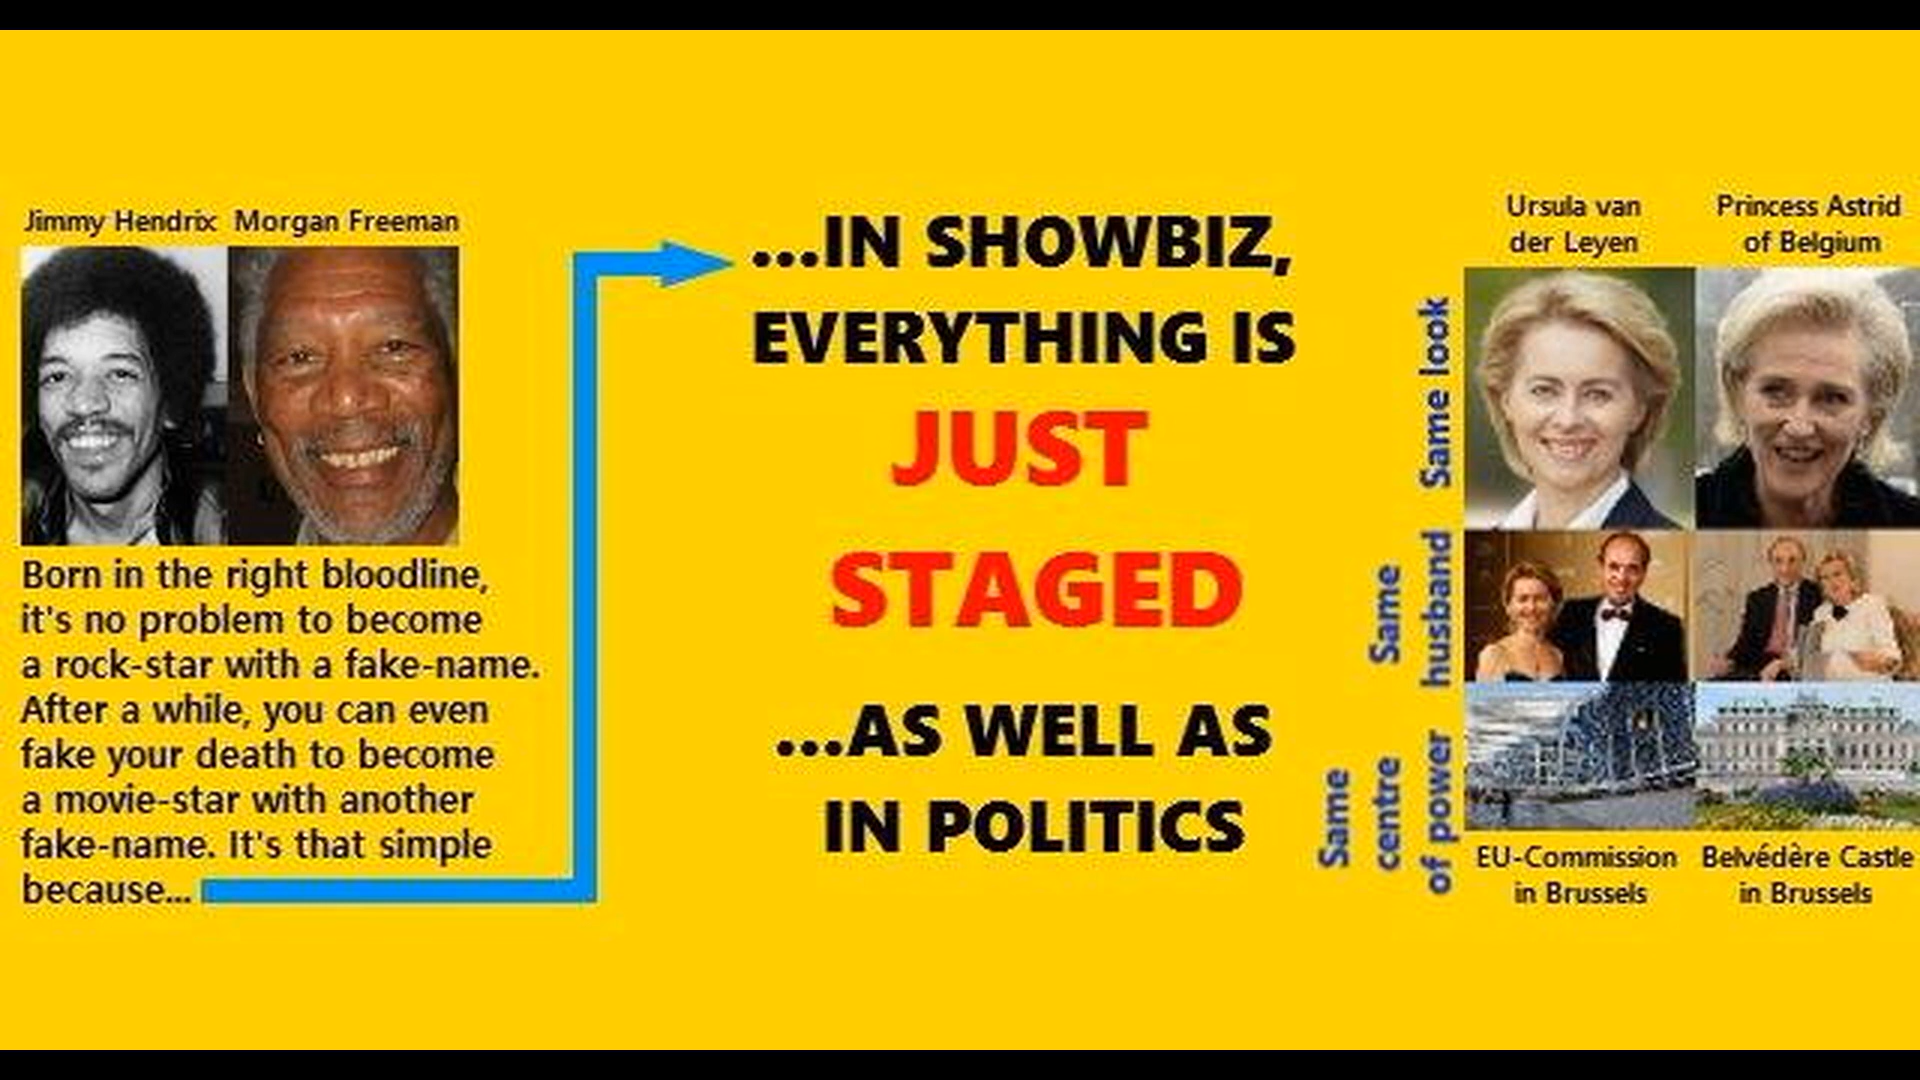 Jimmy Hendrix
Morgan Freeman
Born in the right bloodline,
it's no problem to become
a rock-star with a fake-name.
After a while, you can even
fake your death to become
a movie-star with another
fake-name. It's that simple
because...
...IN SHOWBIZ,
EVERYTHING IS
JUST
STAGED
...AS WELL AS
IN POLITICS
Ursula van
der Leyen
Princess Astrid
of Belgium
Same look
Same
husband
Same
centre
of power
EU-Commission
in Brussels
Belvédère Castle
in Brussels